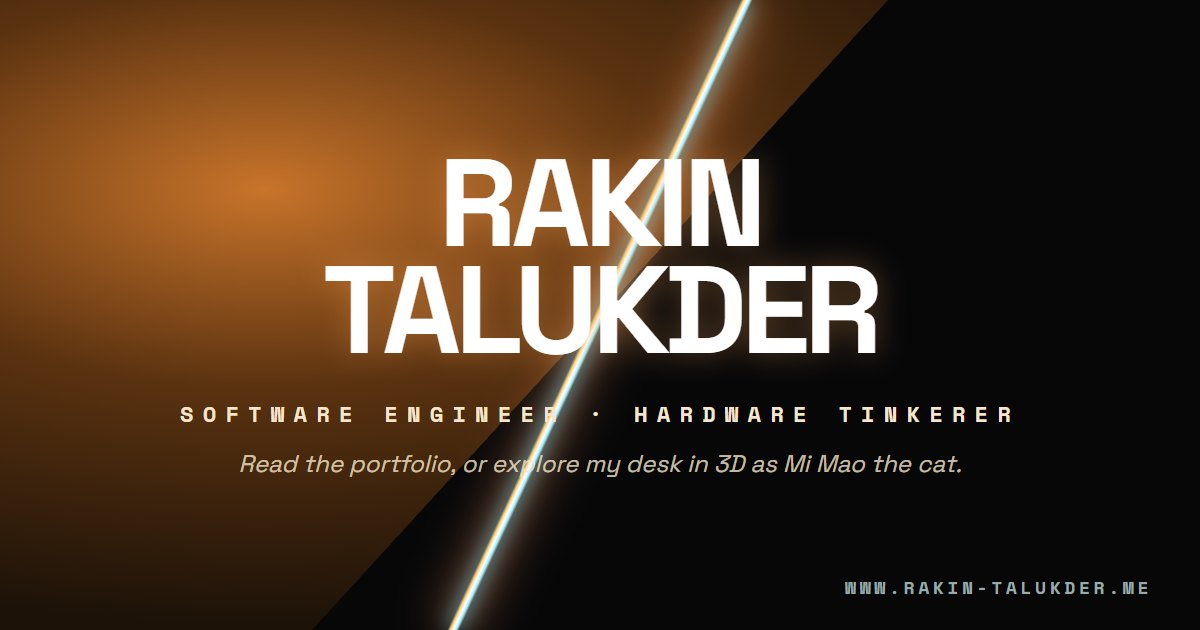 RAKIN
TALUKDER
SOFTWARE ENGINEER · HARDWARE TINKERER
Read the portfolio, or explore my desk in 3D as Mi Mao the cat.
WWW.RAKIN-TALUKDER.ME